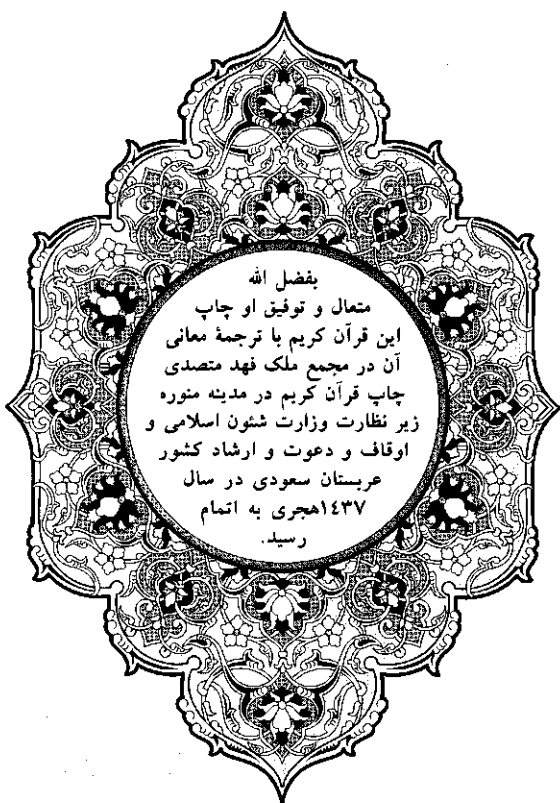 بفضل الله
متعال و توفیق او چاپ
این قرآن کریم با ترجمهٔ معانی
آن در مجمع ملک فهد متصدی
چاپ قرآن کریم در مدینه منوره
زیر نظارت وزارت شئون اسلامی و
اوقاف و دعوت و ارشاد کشور
عربستان سعودی در سال
١٤٣٧هجری به اتمام
رسید.